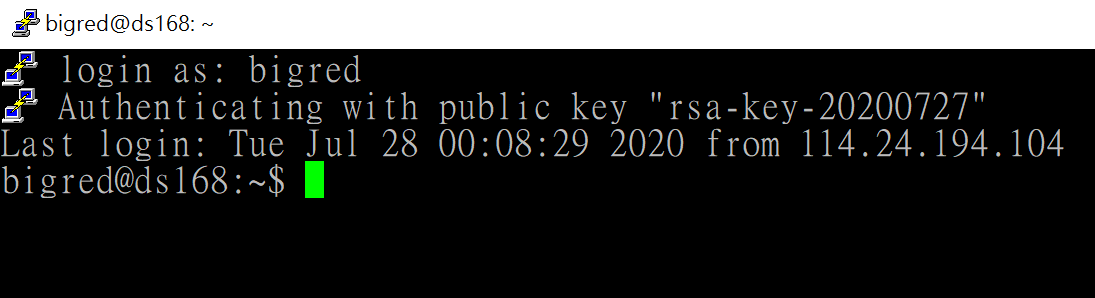 bigred@ds168: ~
login as: bigred
Authenticating with public key "rsa-key-20200727"
Last login: Tue Jul 28 00:08:29 2020 from 114.24.194.104
bigred@ds168:~$